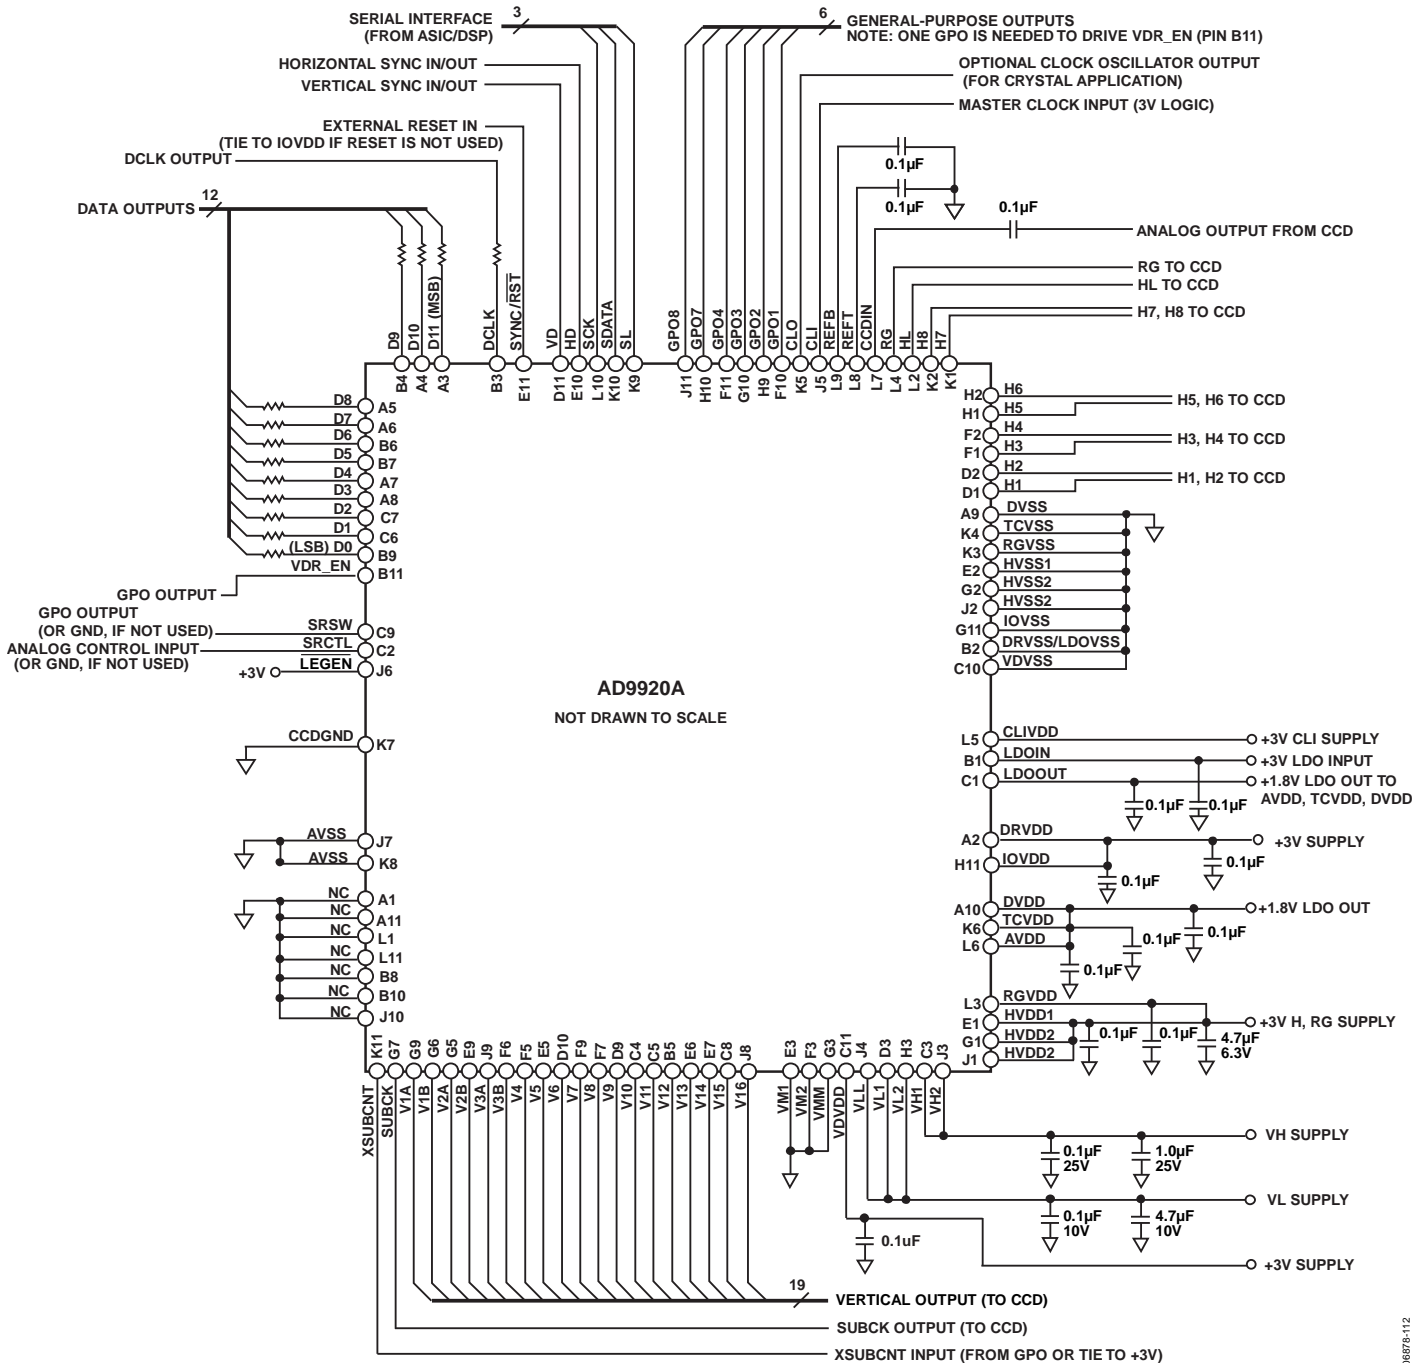 SERIAL INTERFACE
(FROM ASIC/DSP)
3
HORIZONTAL SYNC IN/OUT
VERTICAL SYNC IN/OUT
EXTERNAL RESET IN
(TIE TO IOVDD IF RESET IS NOT USED)
DCLK OUTPUT
DATA OUTPUTS
12
6
GENERAL-PURPOSE OUTPUTS
NOTE: ONE GPO IS NEEDED TO DRIVE VDR_EN (PIN B11)
OPTIONAL CLOCK OSCILLATOR OUTPUT
(FOR CRYSTAL APPLICATION)
MASTER CLOCK INPUT (3V LOGIC)
0.1µF
0.1µF
0.1µF
ANALOG OUTPUT FROM CCD
RG TO CCD
HL TO CCD
H7, H8 TO CCD
D9
D10
D11 (MSB)
DCLK
SYNC/RST
VD
HD
SCK
SDATA
SL
GPO8
GPO7
GPO4
GPO3
GPO2
GPO1
CLO
CLI
REFB
REFT
CCDIN
RG
HL
H8
H7
B4
A4
A3
B3
E11
D11
E10
L10
K10
K9
J11
H10
F11
G10
H9
F10
K5
J5
L9
L8
L7
L4
L2
K2
K1
D8 A5
D7 A6
D6 B6
D5 B7
D4 A7
D3 A8
D2 C7
D1 C6
(LSB) D0 B9
VDR_EN B11
GPO OUTPUT
GPO OUTPUT
(OR GND, IF NOT USED)
SRSW C9
ANALOG CONTROL INPUT
(OR GND, IF NOT USED)
SRCTL C2
+3V LEGEN J6
CCDGND K7
AVSS J7
AVSS K8
NC A1
NC A11
NC L1
NC L11
NC B8
NC B10
NC J10
AD9920A
NOT DRAWN TO SCALE
H2 H6
H1 H5
H5, H6 TO CCD
F2 H4
F1 H3
H3, H4 TO CCD
D2 H2
D1 H1
H1, H2 TO CCD
A9 DVSS
K4 TCVSS
K3 RGVSS
E2 HVSS1
G2 HVSS2
J2 HVSS2
G11 IOVSS
B2 DRVSS/LDOVSS
C10 VDVSS
L5 CLIVDD +3V CLI SUPPLY
B1 LDOIN +3V LDO INPUT
C1 LDOOUT +1.8V LDO OUT TO
AVDD, TCVDD, DVDD
0.1µF 0.1µF
A2 DRVDD +3V SUPPLY
H11 IOVDD
0.1µF
0.1µF
A10 DVDD +1.8V LDO OUT
K6 TCVDD
L6 AVDD
0.1µF
0.1µF
0.1µF
L3 RGVDD
E1 HVDD1 +3V H, RG SUPPLY
G1 HVDD2
J1 HVDD2
0.1µF 0.1µF 4.7µF
6.3V
K11
G7
G9
G6
G5
E9
J9
F6
F5
E5
D10
F9
F7
D9
C4
C5
B5
E6
E7
C8
J8
E3
F3
G3
C11
J4
D3
H3
C3
J3
XSUBCNT
SUBCK
V1A
V1B
V2A
V2B
V3A
V3B
V4
V5
V6
V7
V8
V9
V10
V11
V12
V13
V14
V15
V16
VM1
VM2
VMM
VDVDD
VLL
VL1
VL2
VH1
VH2
VH SUPPLY
0.1µF
25V
1.0µF
25V
VL SUPPLY
0.1µF
10V
4.7µF
10V
0.1uF
+3V SUPPLY
19
VERTICAL OUTPUT (TO CCD)
SUBCK OUTPUT (TO CCD)
XSUBCNT INPUT (FROM GPO OR TIE TO +3V)
06878-112